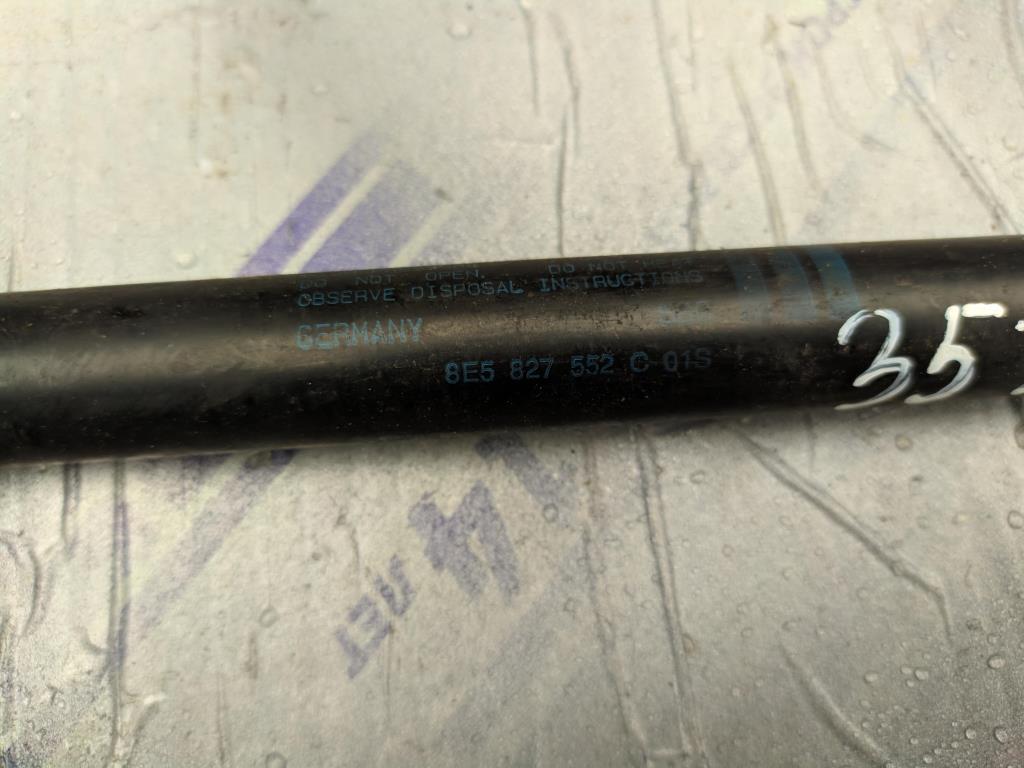 DO NOT OPEN. DO NOT HEAT
OBSERVE DISPOSAL INSTRUCTIONS
GERMANY
8E5 827 552 C 01S
35